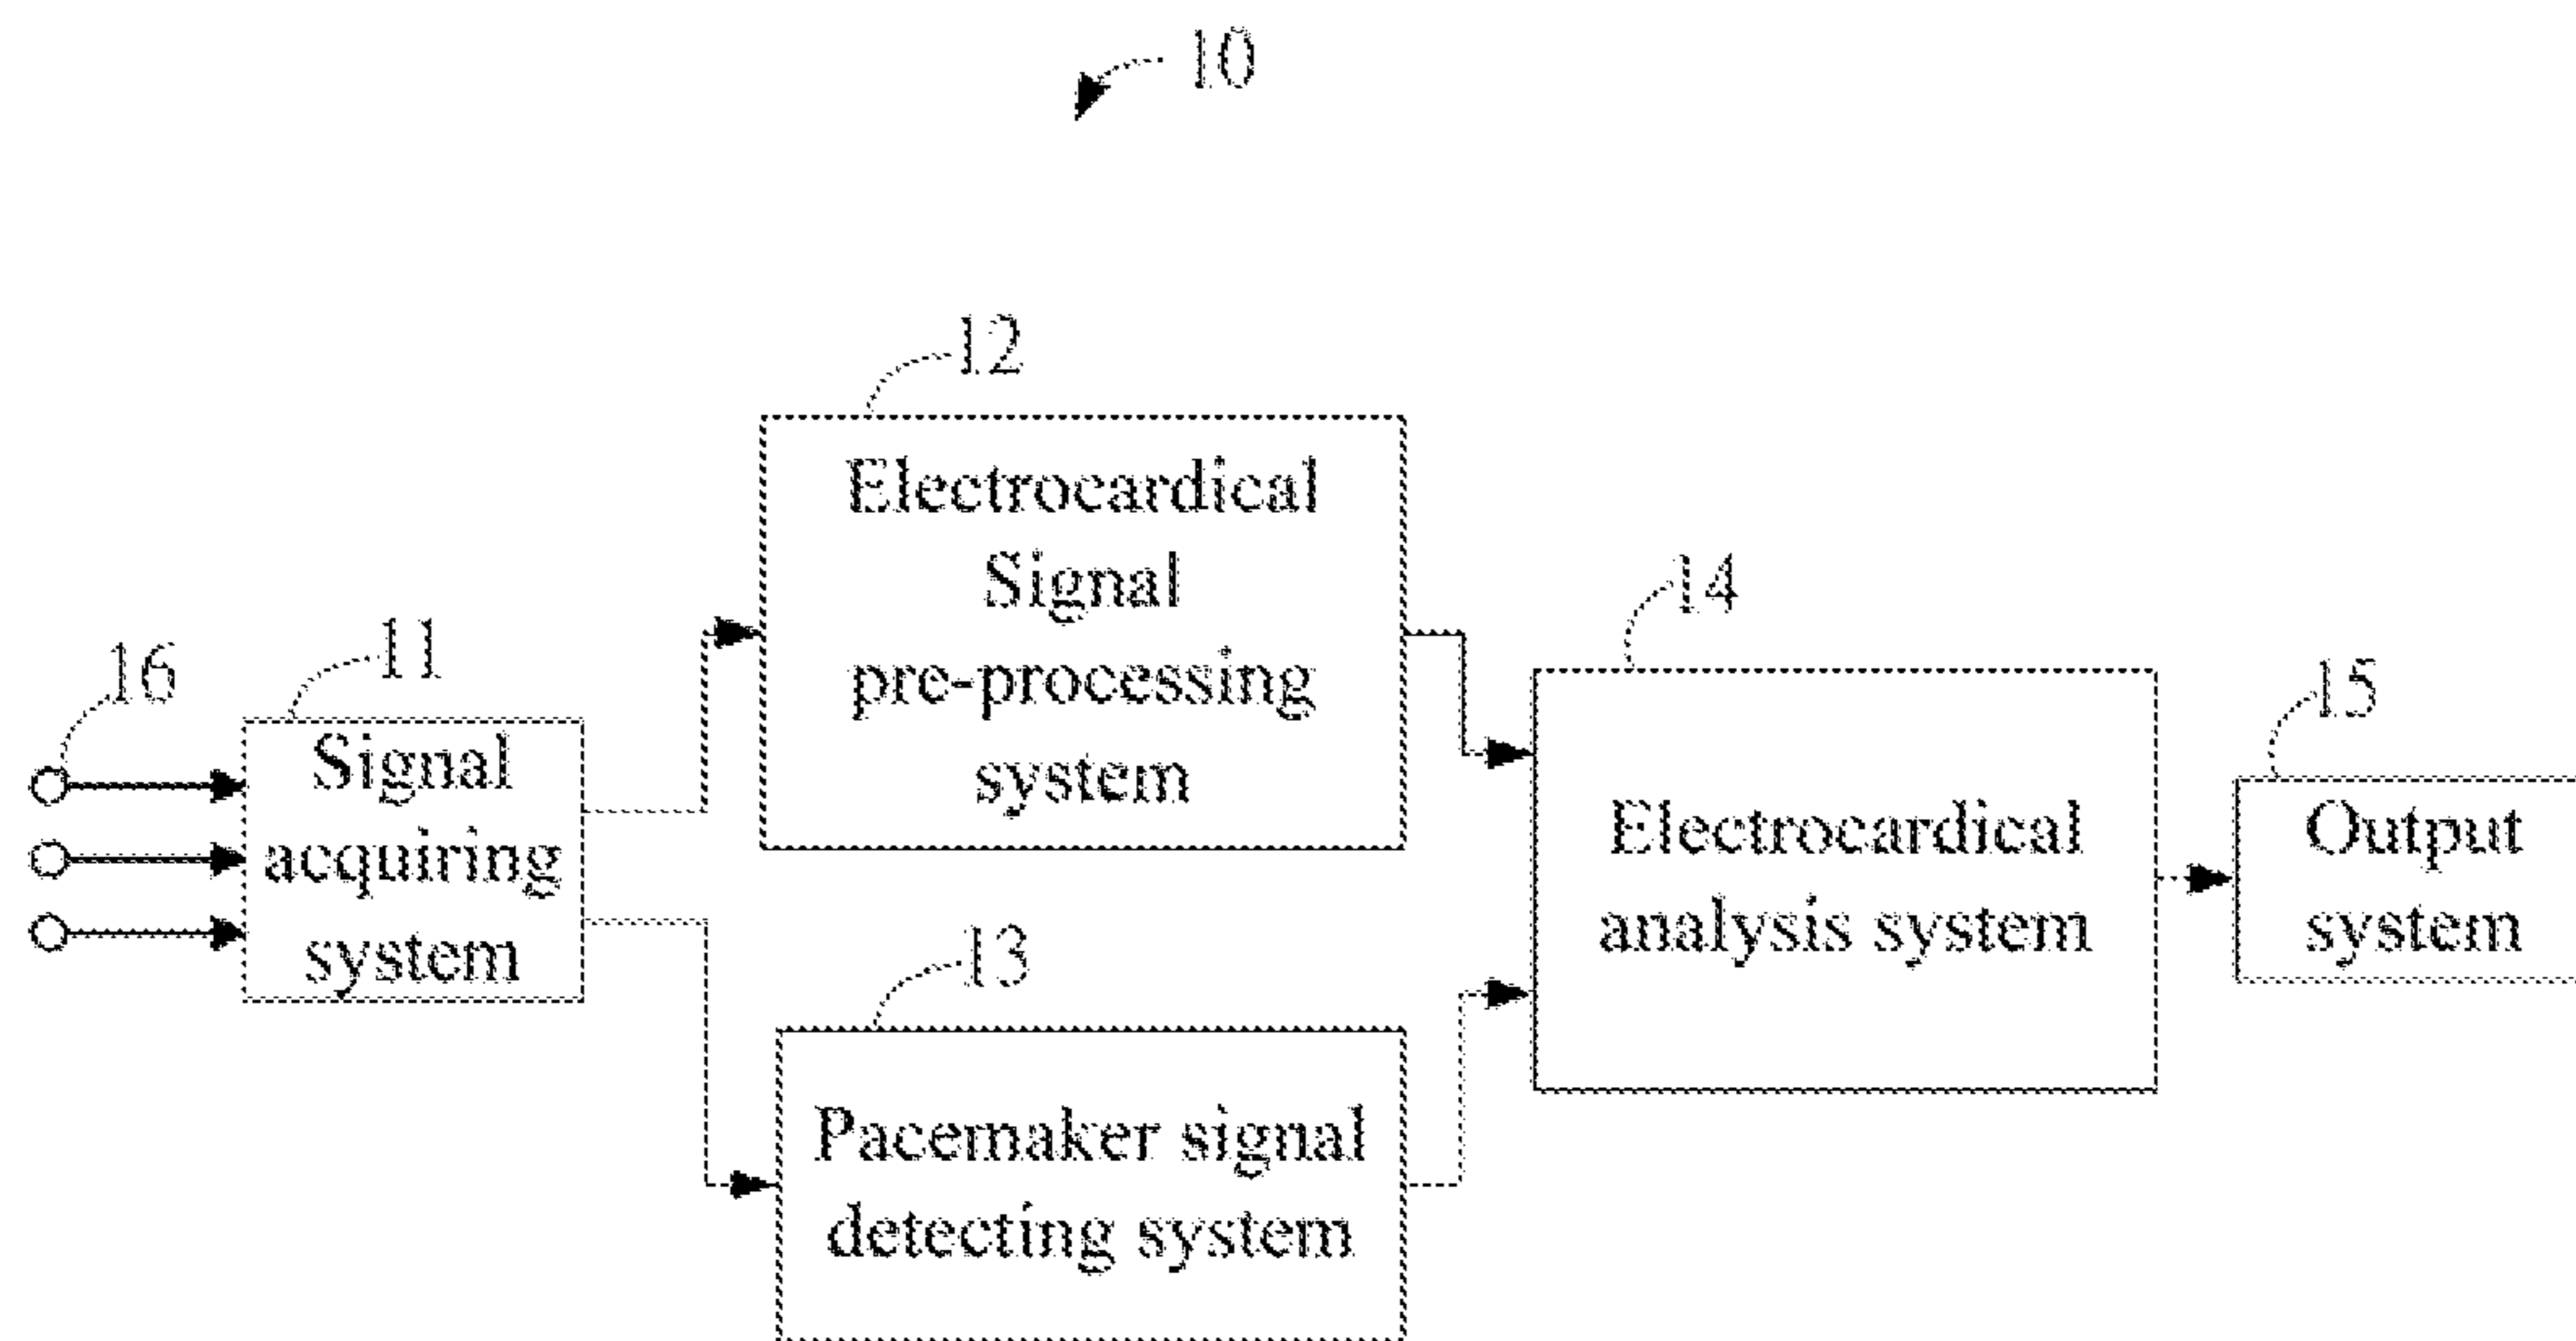 10
12
Electrocardical
Signal
pre-processing
system
14
Electrocardical
analysis system
15
Output
system
16
11
Signal
acquiring
system
13
Pacemaker signal
detecting system